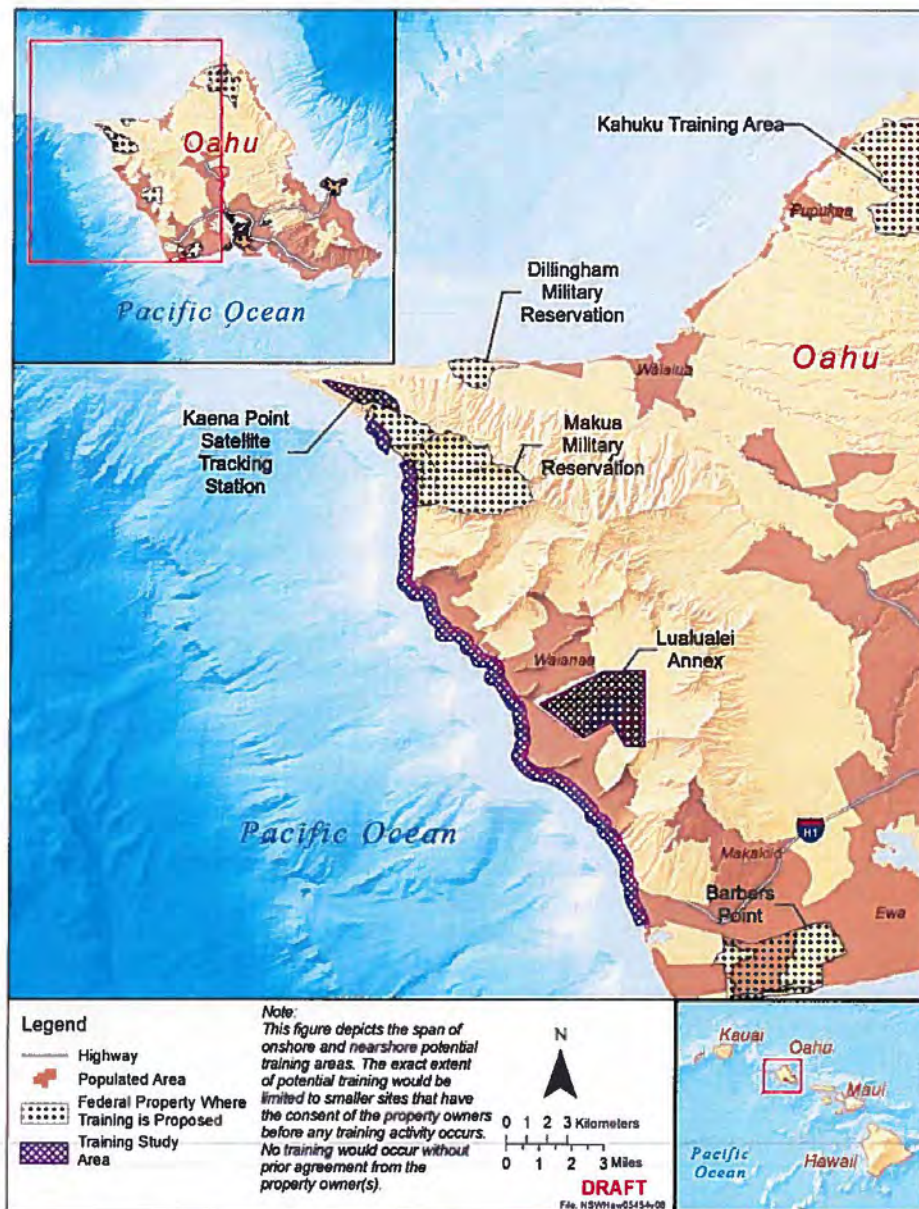 Oahu
Pacific Ocean
Kahuku Training Area
Pupukea
Dillingham
Military
Reservation
Waialua
Oahu
Kaena Point
Satellite
Tracking
Station
Makua
Military
Reservation
Waianae
Lualualei
Annex
Pacific Ocean
H1
Makakilo
Barbers
Point
Ewa
Legend
Highway
Populated Area
Federal Property Where
Training is Proposed
Training Study
Area
Note:
This figure depicts the span of
onshore and nearshore potential
training areas. The exact extent
of potential training would be
limited to smaller sites that have
the consent of the property owners
before any training activity occurs.
No training would occur without
prior agreement from the
property owner(s).
N
0 1 2 3 Kilometers
0 1 2 3 Miles
DRAFT
File: NSWHaw05454v08
Kauai
Oahu
Maui
Pacific
Ocean
Hawaii